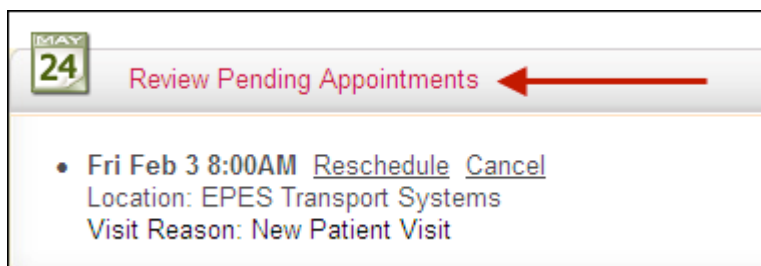 MAY
24
Review Pending Appointments
• Fri Feb 3 8:00AM Reschedule Cancel
Location: EPES Transport Systems
Visit Reason: New Patient Visit